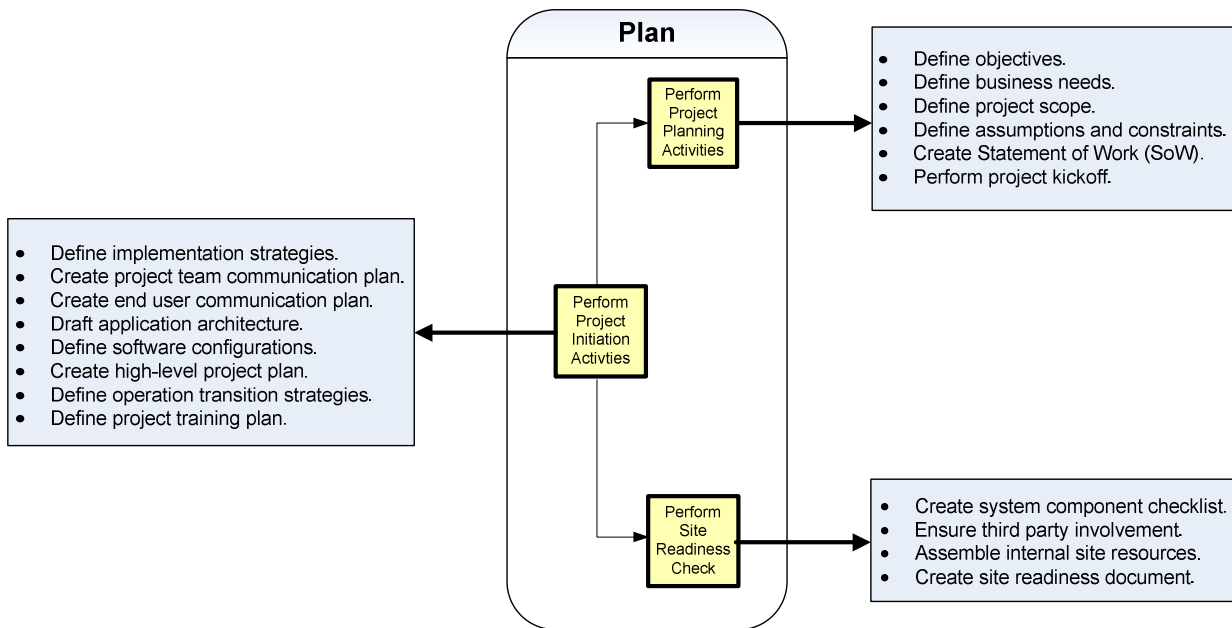 Plan
Perform
Project
Planning
Activities
• Define objectives.
• Define business needs.
• Define project scope.
• Define assumptions and constraints.
• Create Statement of Work (SoW).
• Perform project kickoff.
• Define implementation strategies.
• Create project team communication plan.
• Create end user communication plan.
• Draft application architecture.
• Define software configurations.
• Create high-level project plan.
• Define operation transition strategies.
• Define project training plan.
Perform
Project
Initiation
Activties
Perform
Site
Readiness
Check
• Create system component checklist.
• Ensure third party involvement.
• Assemble internal site resources.
• Create site readiness document.